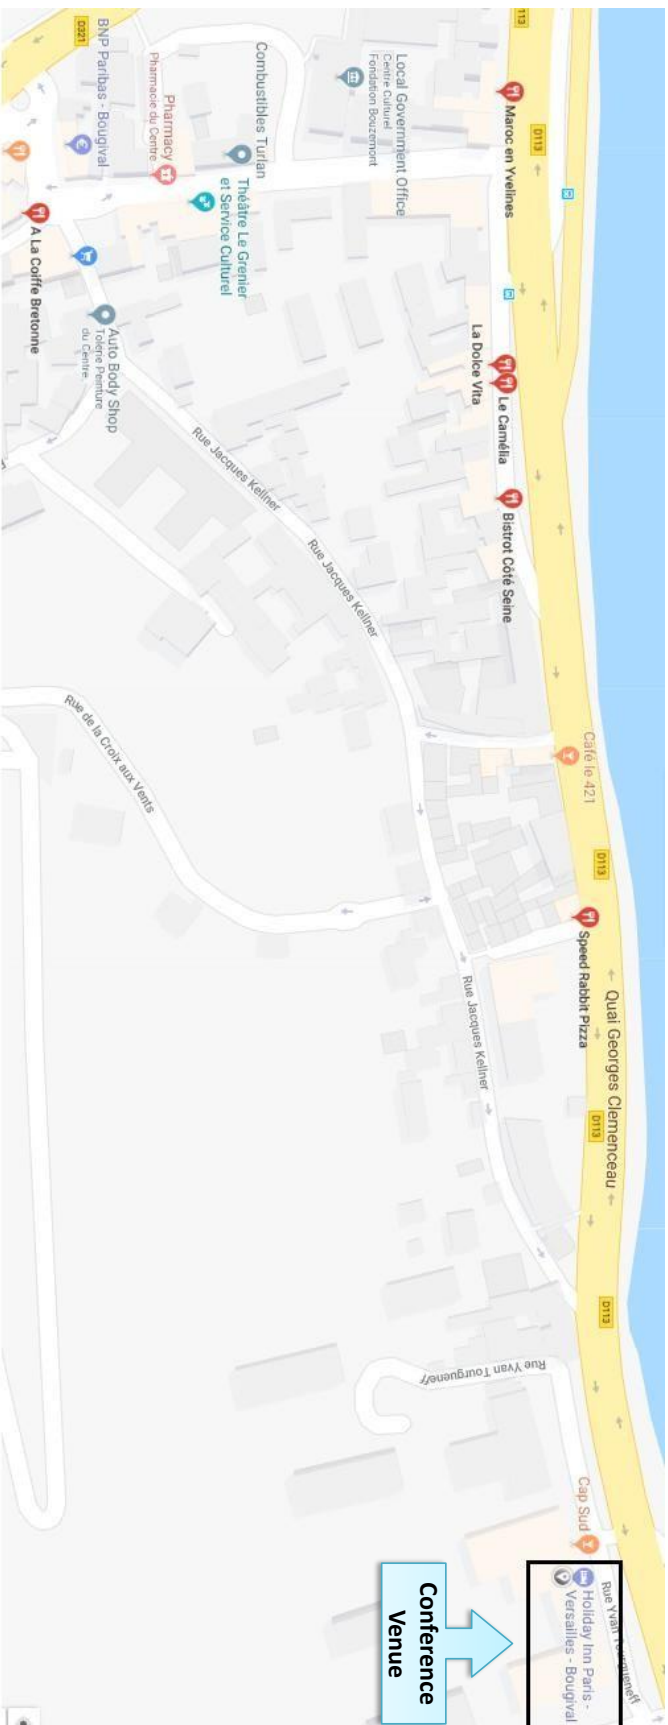 113
D113
Maroc en Yvelines
Local Government Office
Centre Culturel
Fondation Bouzemont
Combustibles Turlan
BNP Paribas - Bougival
D321
Pharmacy
Pharmacie du Centre
Théâtre Le Grenier
et Service Culturel
A La Coiffe Bretonne
Auto Body Shop
Tolerie Peinture
du Centre
La Dolce Vita
Le Camélia
Bistrot Côté Seine
Rue Jacques Kellner
Rue Jacques Kellner
Café le 421
Rue de la Croix aux Vents
D113
Speed Rabbit Pizza
Quai Georges Clemenceau
Rue Jacques Kellner
D113
D113
Rue Yvan Tourgueneff
Cap Sud
Rue Yvan Tourgueneff
Holiday Inn Paris -
Versailles - Bougival
Conference
Venue